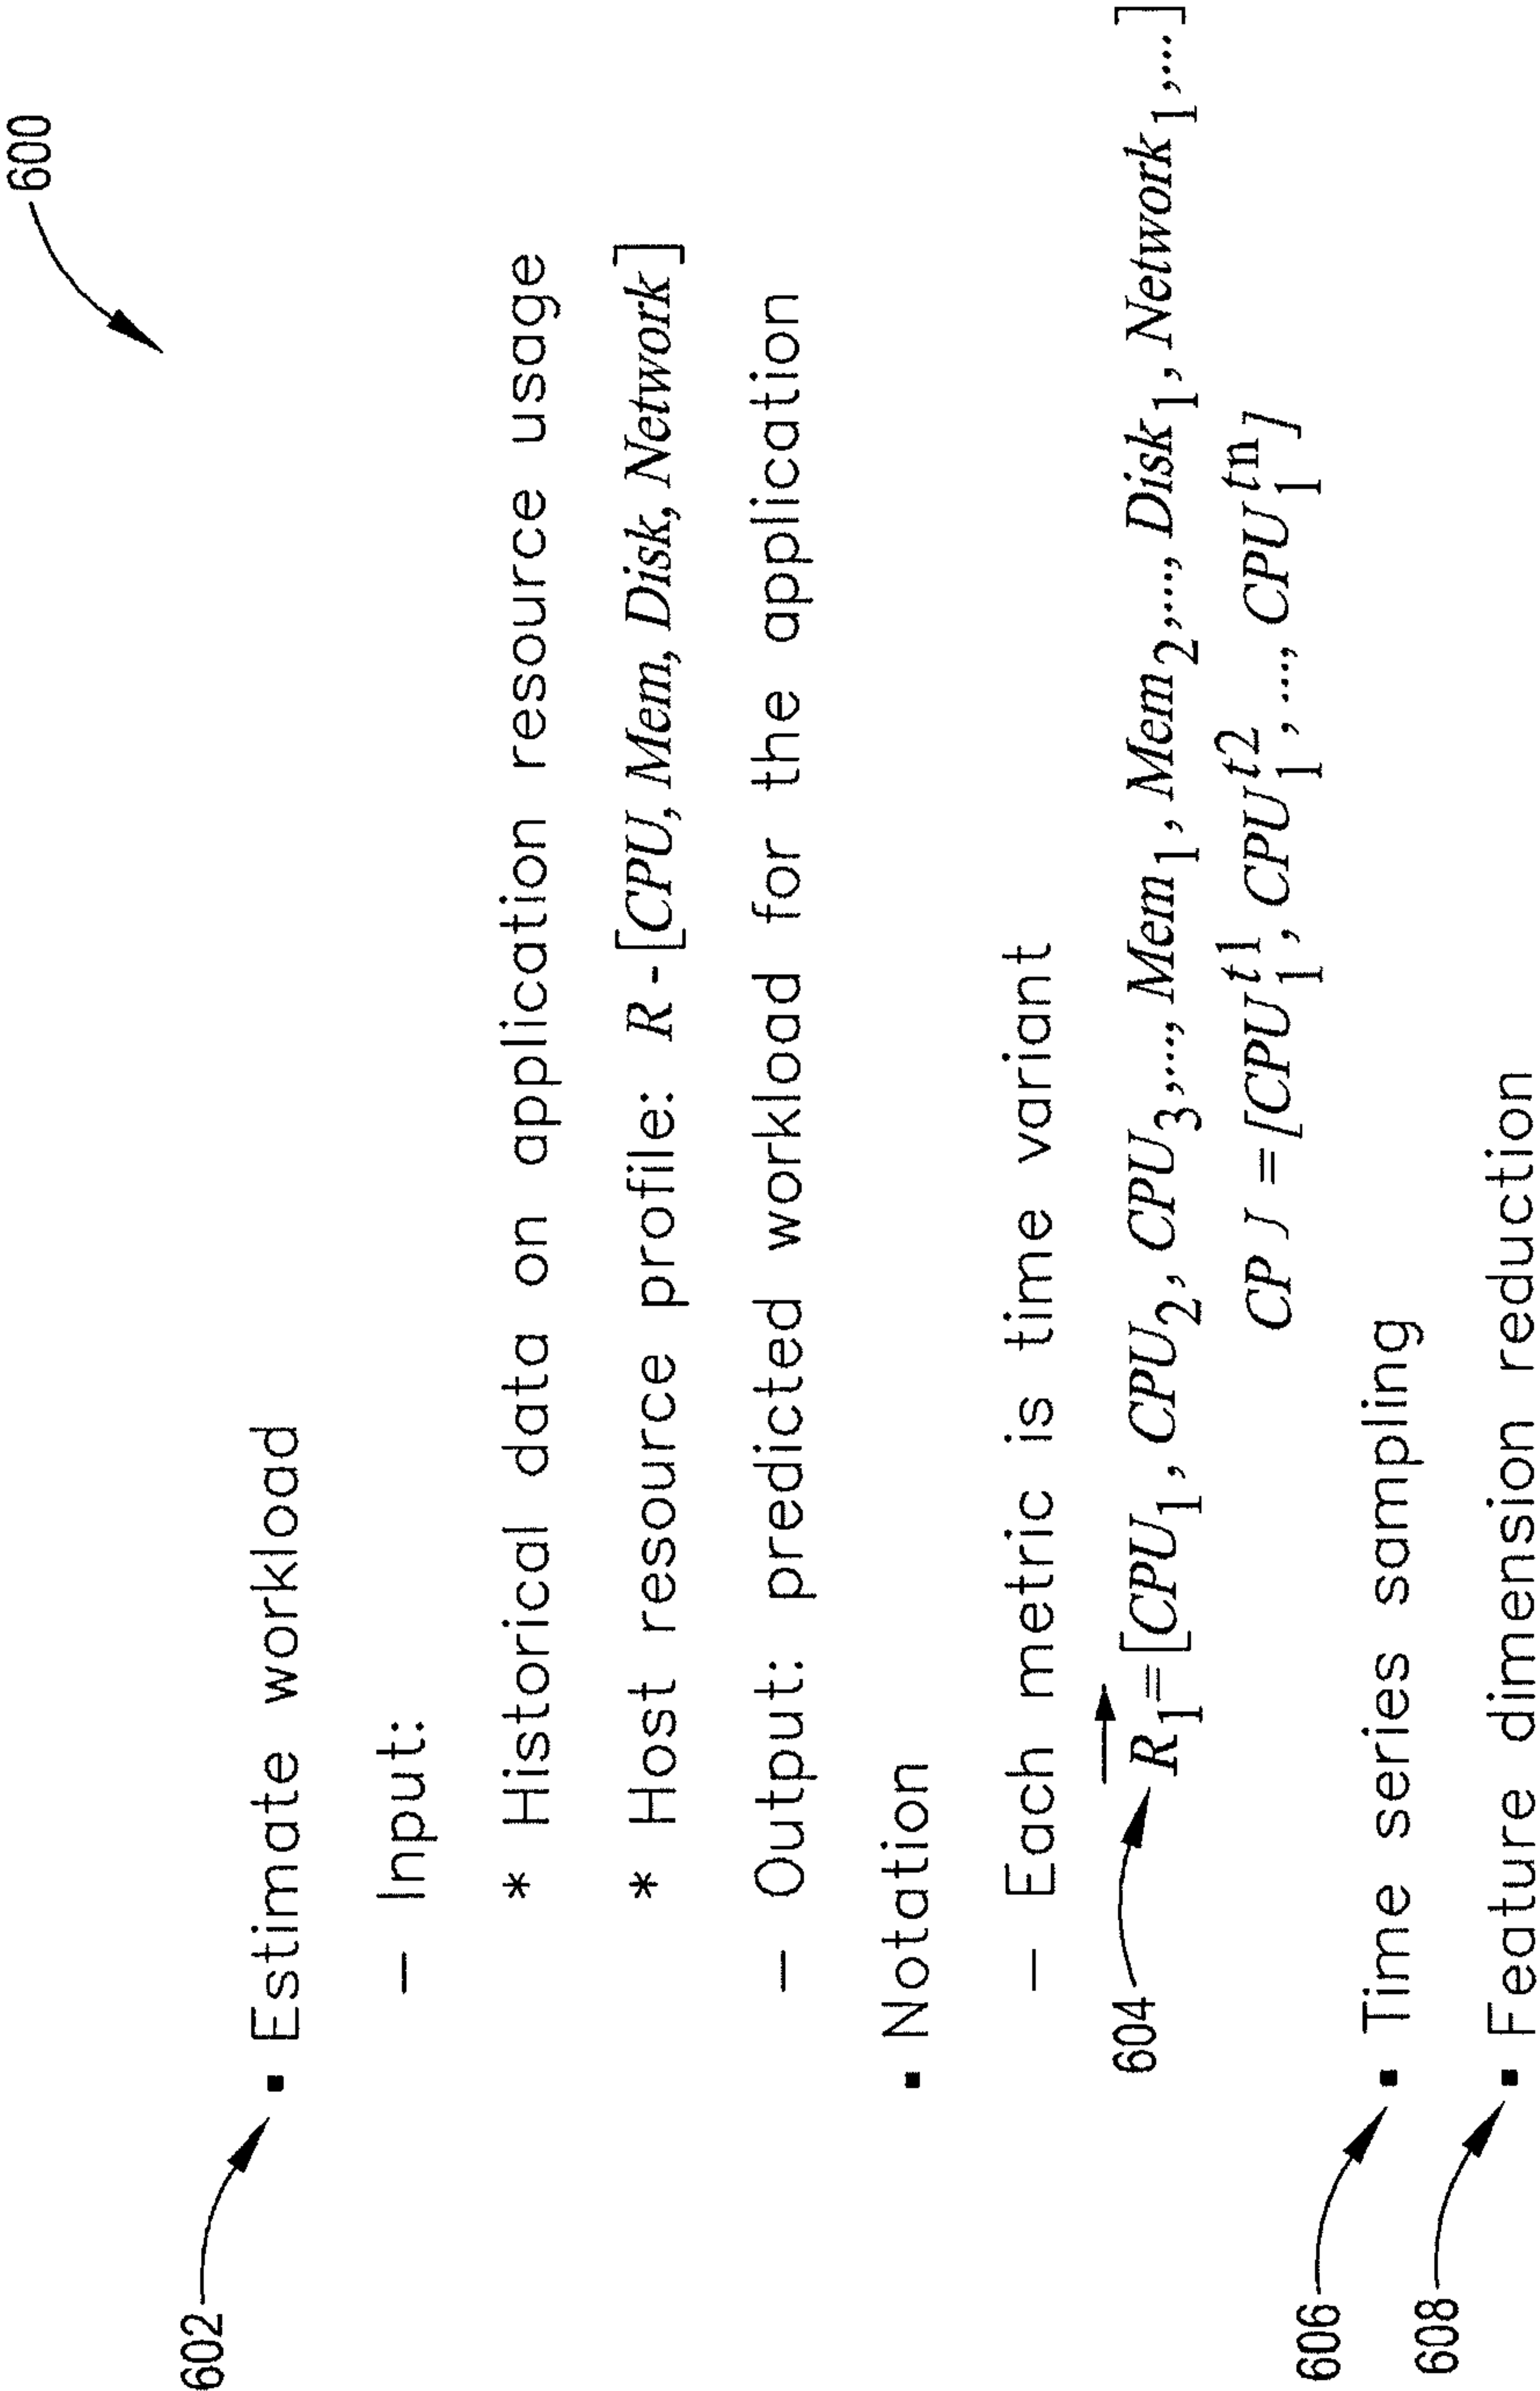 600
602 ▪ Estimate workload
– Input:
* Historical data on application resource usage
* Host resource profile: R - [CPU, Mem, Disk, Network]
– Output: predicted workload for the application
▪ Notation
– Each metric is time variant
604 R⃗₁=[CPU₁, CPU₂, CPU₃,..., Mem₁, Mem₂,..., Disk₁, Network₁,...]
CP J =[CPU₁ᵗ¹, CPU₁ᵗ², ..., CPU₁ᵗⁿ]
606 ▪ Time series sampling
608 ▪ Feature dimension reduction